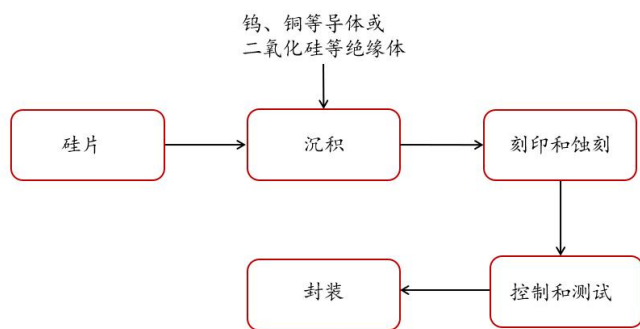 钨、铜等导体或
二氧化硅等绝缘体
硅片
沉积
刻印和蚀刻
控制和测试
封装